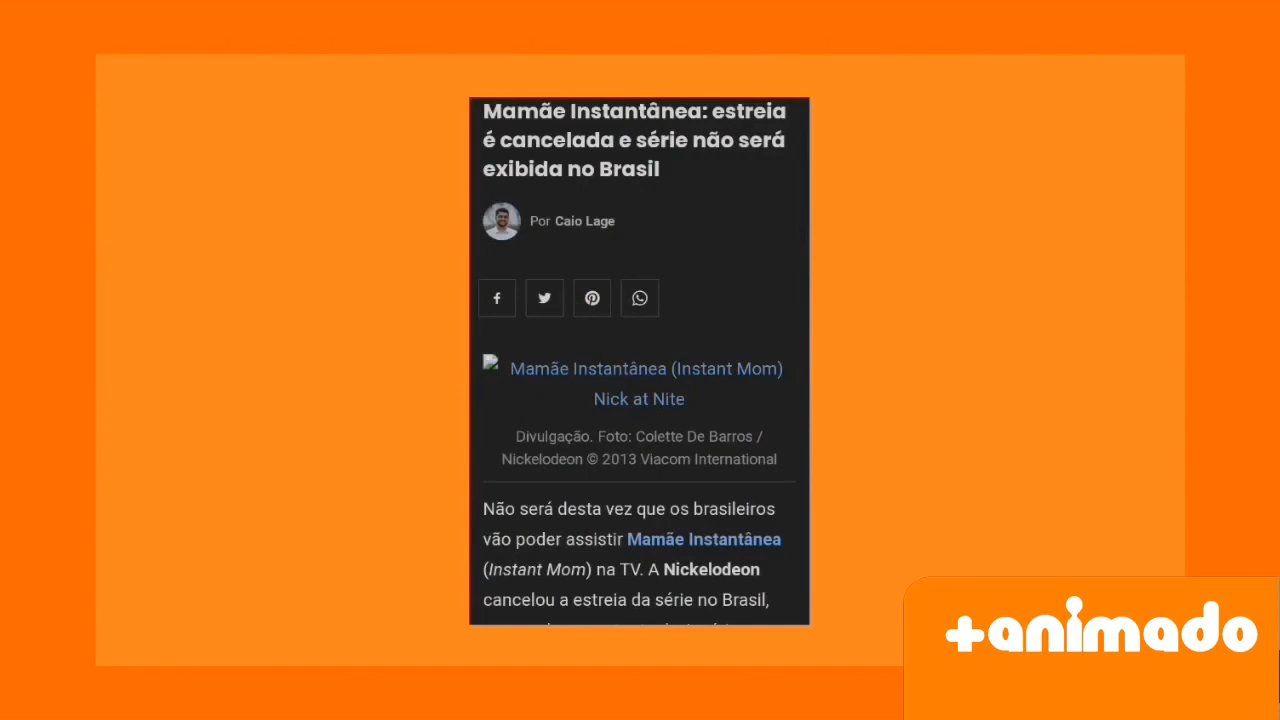 Mamãe Instantânea: estreia
é cancelada e série não será
exibida no Brasil
Por Caio Lage
Mamãe Instantânea (Instant Mom)
Nick at Nite
Divulgação. Foto: Colette De Barros /
Nickelodeon © 2013 Viacom International
Não será desta vez que os brasileiros
vão poder assistir Mamãe Instantânea
(Instant Mom) na TV. A Nickelodeon
cancelou a estreia da série no Brasil,
+animado